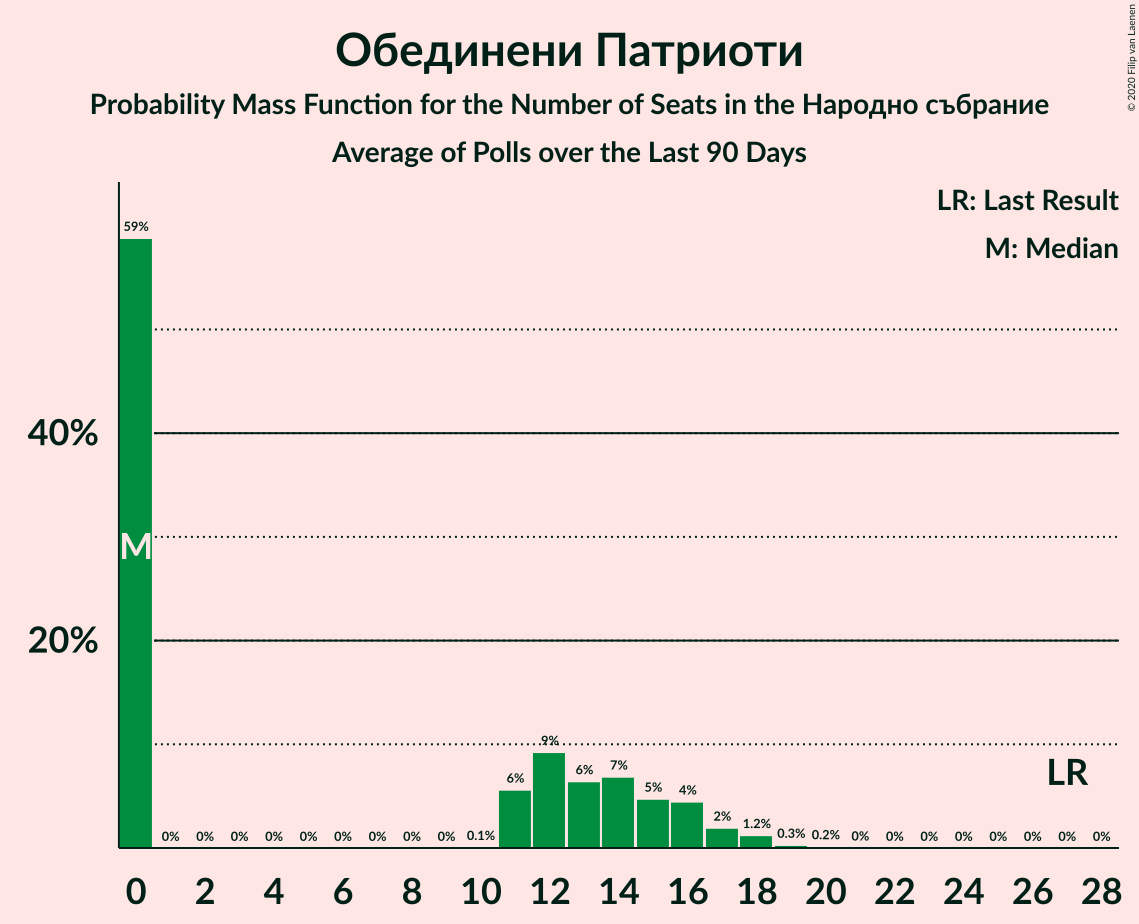 Обединени Патриоти
Probability Mass Function for the Number of Seats in the Народно събрание
Average of Polls over the Last 90 Days
© 2020 Filip van Laenen
LR: Last Result
M: Median
59%
40%
M
20%
9%
LR
6% 6% 7% 5% 4% 2% 1.2%
0% 0% 0% 0% 0% 0% 0% 0% 0% 0.1% 0.3% 0.2% 0% 0% 0% 0% 0% 0% 0% 0%
0 2 4 6 8 10 12 14 16 18 20 22 24 26 28